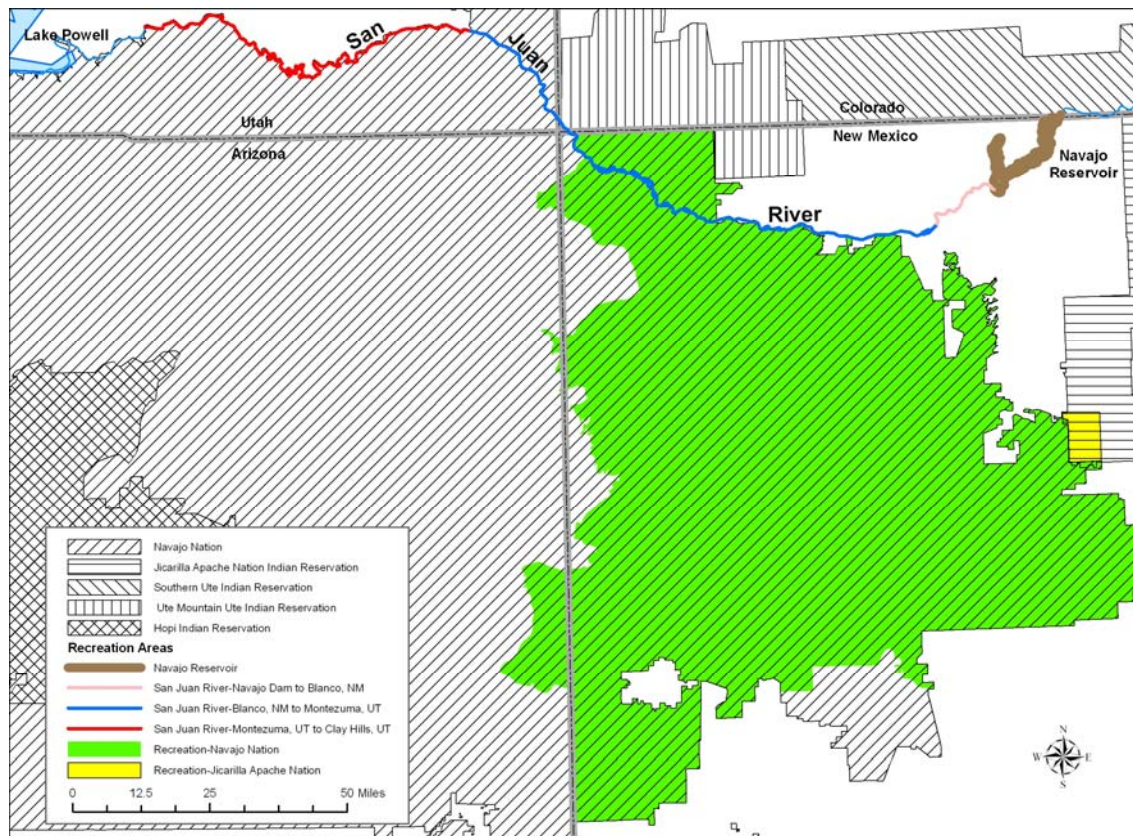 Lake Powell
San
Juan
River
Utah
Arizona
Colorado
New Mexico
Navajo
Reservoir
Navajo Nation
Jicarilla Apache Nation Indian Reservation
Southern Ute Indian Reservation
Ute Mountain Ute Indian Reservation
Hopi Indian Reservation
Recreation Areas
Navajo Reservoir
San Juan River-Navajo Dam to Blanco, NM
San Juan River-Blanco, NM to Montezuma, UT
San Juan River-Montezuma, UT to Clay Hills, UT
Recreation-Navajo Nation
Recreation-Jicarilla Apache Nation
0 12.5 25 50 Miles
N
W E
S